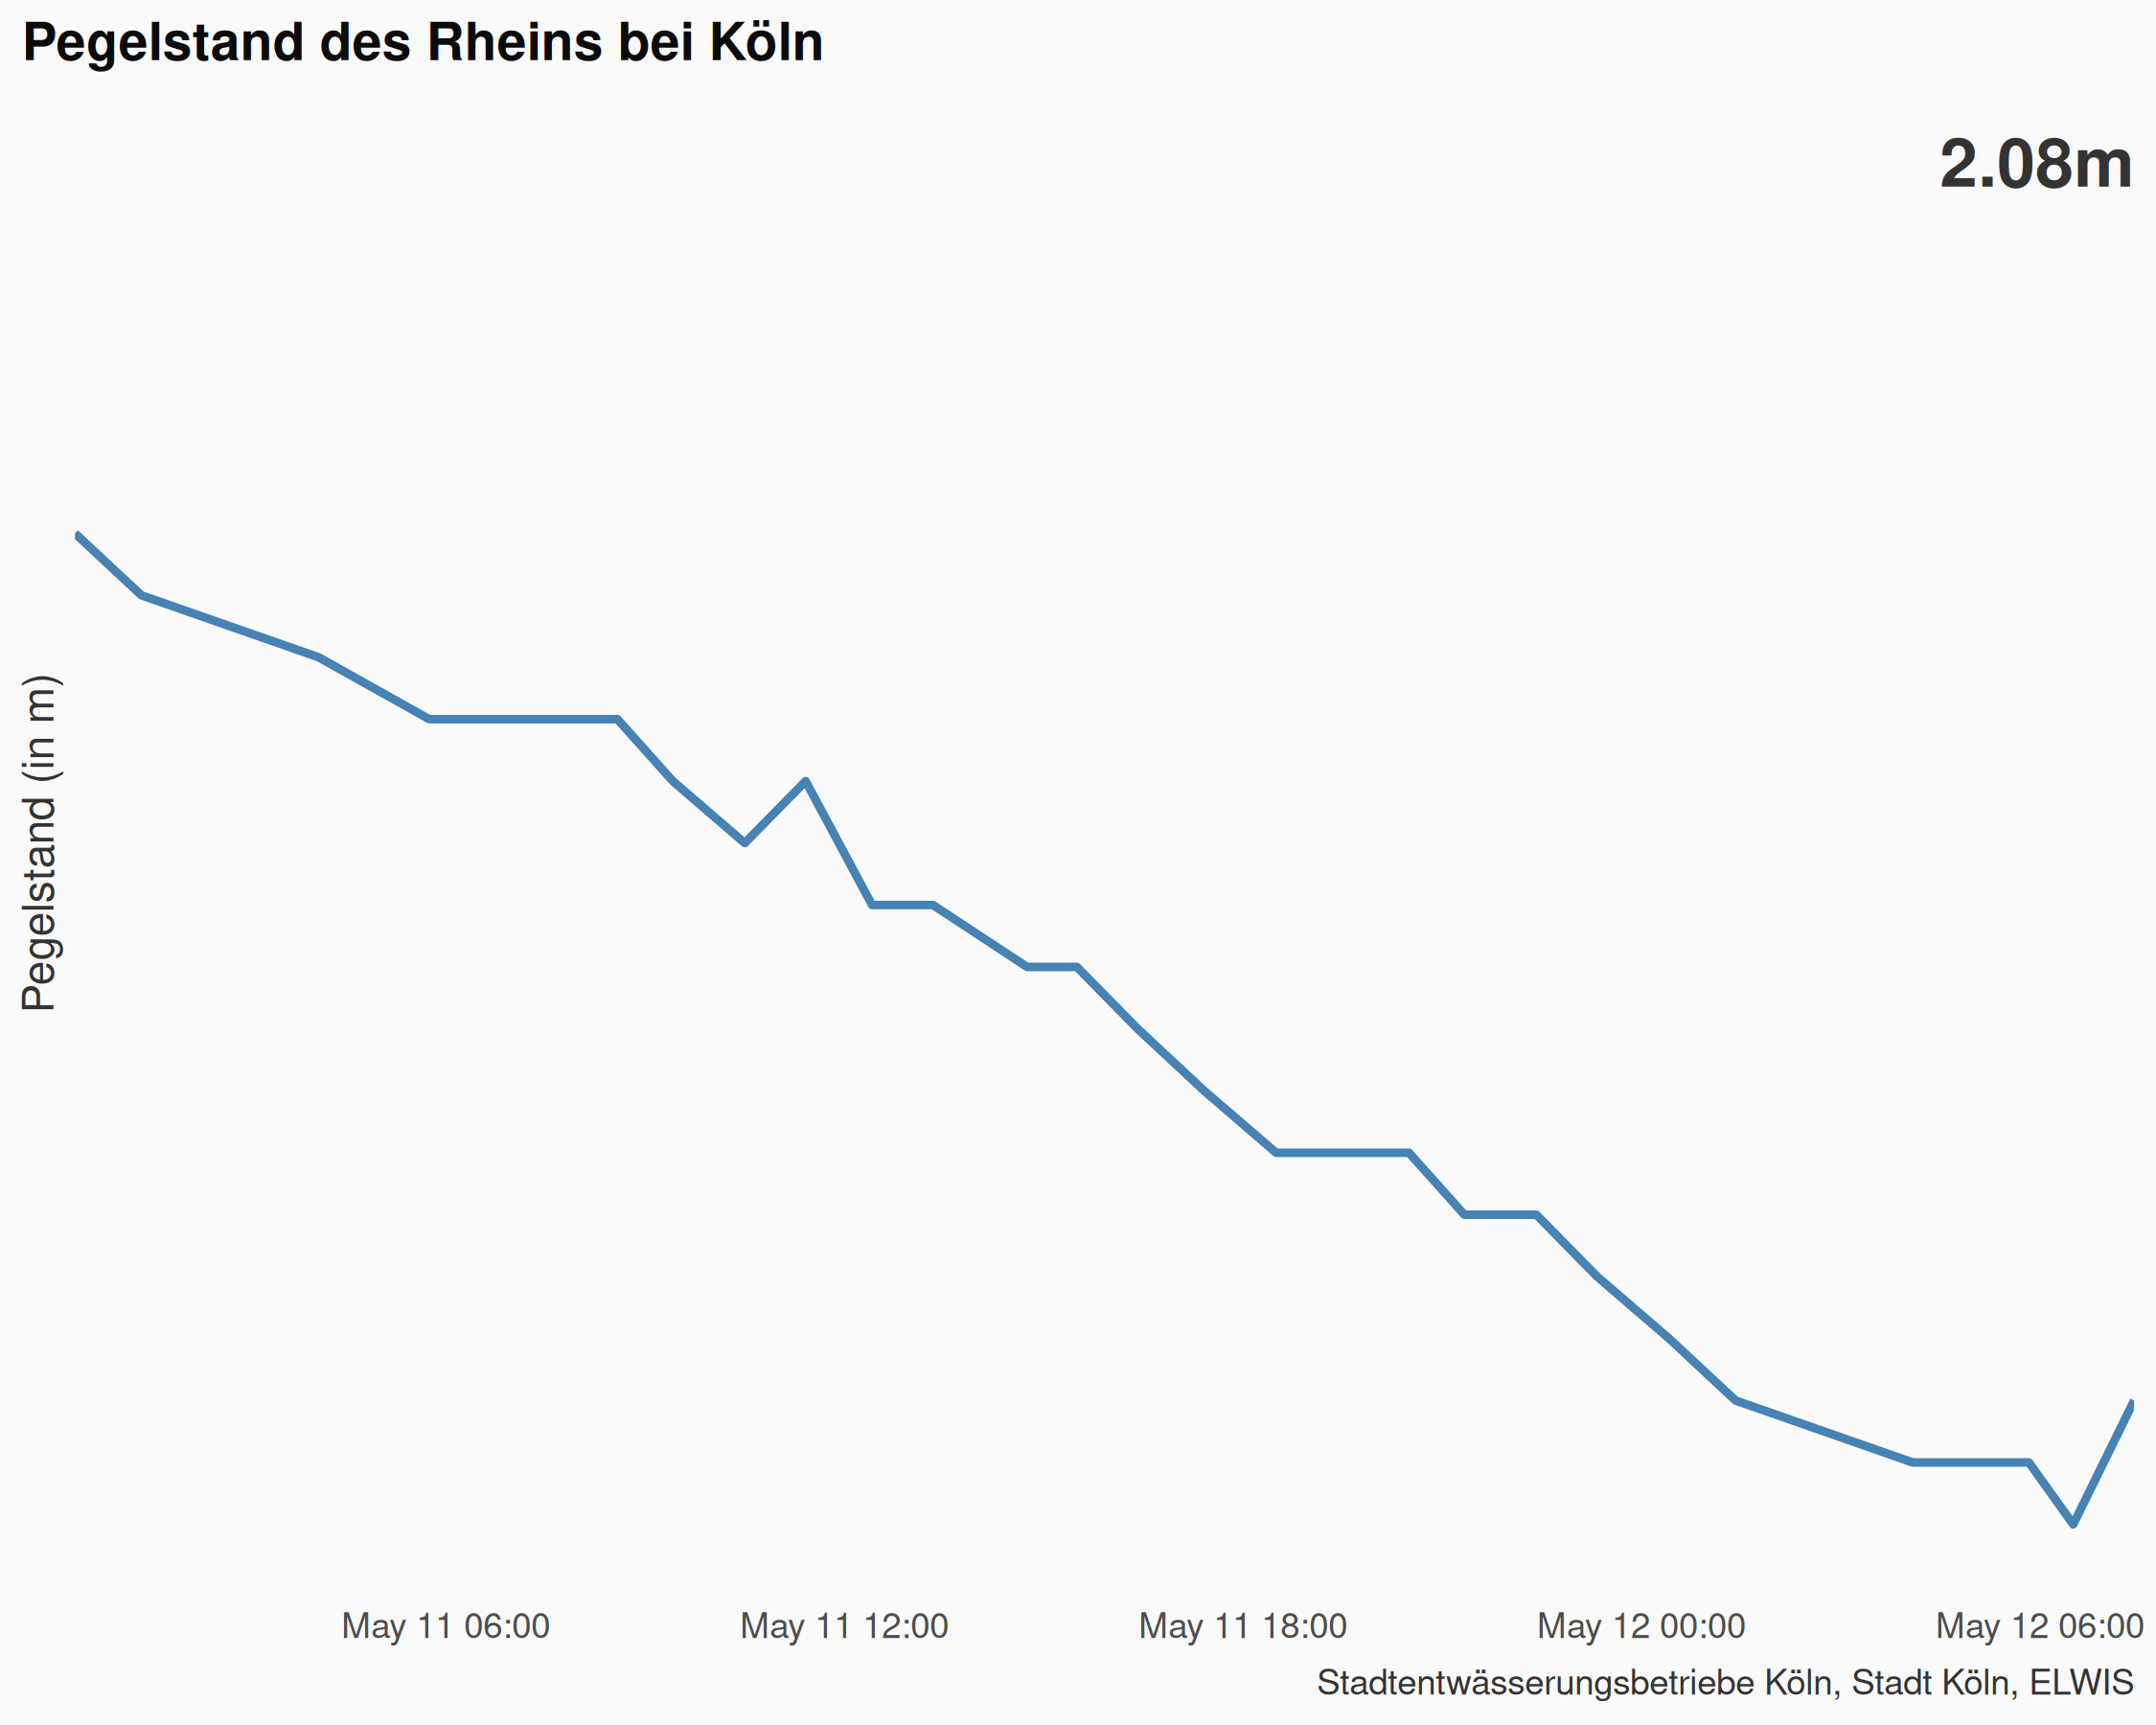 Pegelstand des Rheins bei Köln
2.08m
Pegelstand (in m)
May 11 06:00 May 11 12:00 May 11 18:00 May 12 00:00 May 12 06:00
Stadtentwässerungsbetriebe Köln, Stadt Köln, ELWIS